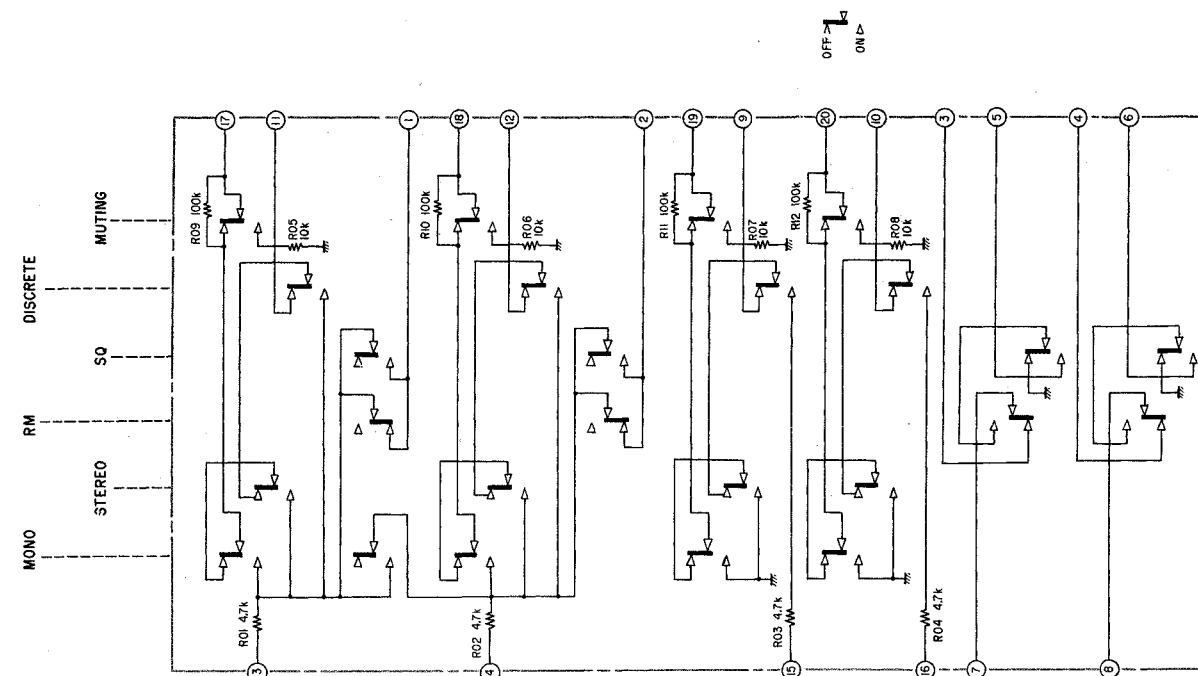 OFF
ON
MUTING
DISCRETE
SQ
RM
STEREO
MONO
17
11
1
18
12
2
19
9
20
10
3
5
4
6
R09 100k
R05
10k
R10 100k
R06
10k
R11 100k
R07
10k
R12 100k
R08
10k
R01 4.7k
R02 4.7k
R03 4.7k
R04 4.7k
3
4
15
16
7
8